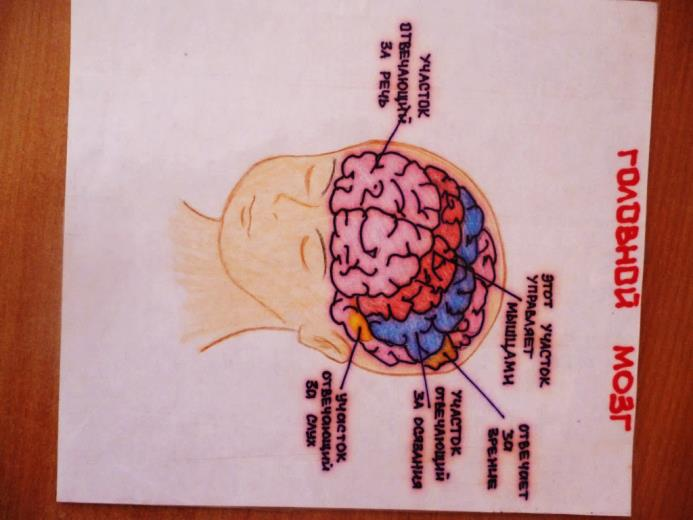 ГОЛОВНОЙ МОЗГ
УЧАСТОК
ОТВЕЧАЮЩИЙ
ЗА РЕЧЬ
ЭТОТ УЧАСТОК
УПРАВЛЯЕТ
МЫШЦАМИ
ОТВЕЧАЕТ
ЗА
ЗРЕНИЕ
УЧАСТОК
ОТВЕЧАЮЩИЙ
ЗА ОСЯЗАНИЯ
УЧАСТОК
ОТВЕЧАЮЩИЙ
ЗА СЛУХ